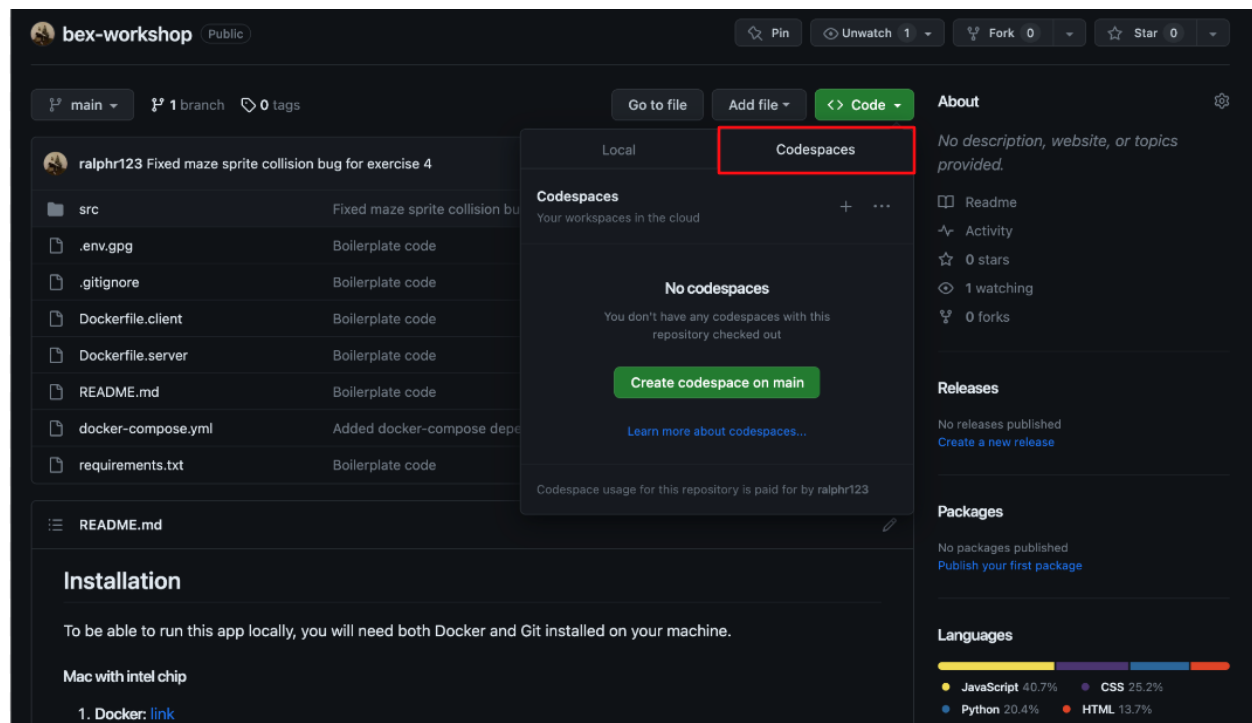 bex-workshop Public
Pin
Unwatch 1
Fork 0
Star 0
main
1 branch
0 tags
Go to file
Add file
<> Code
ralphr123 Fixed maze sprite collision bug for exercise 4
src Fixed maze sprite collision bu
.env.gpg Boilerplate code
.gitignore Boilerplate code
Dockerfile.client Boilerplate code
Dockerfile.server Boilerplate code
README.md Boilerplate code
docker-compose.yml Added docker-compose depe
requirements.txt Boilerplate code
Local
Codespaces
Codespaces
Your workspaces in the cloud
No codespaces
You don't have any codespaces with this
repository checked out
Create codespace on main
Learn more about codespaces...
Codespace usage for this repository is paid for by ralphr123
README.md
Installation
To be able to run this app locally, you will need both Docker and Git installed on your machine.
Mac with intel chip
1. Docker: link
About
No description, website, or topics
provided.
Readme
Activity
0 stars
1 watching
0 forks
Releases
No releases published
Create a new release
Packages
No packages published
Publish your first package
Languages
JavaScript 40.7% CSS 25.2%
Python 20.4% HTML 13.7%